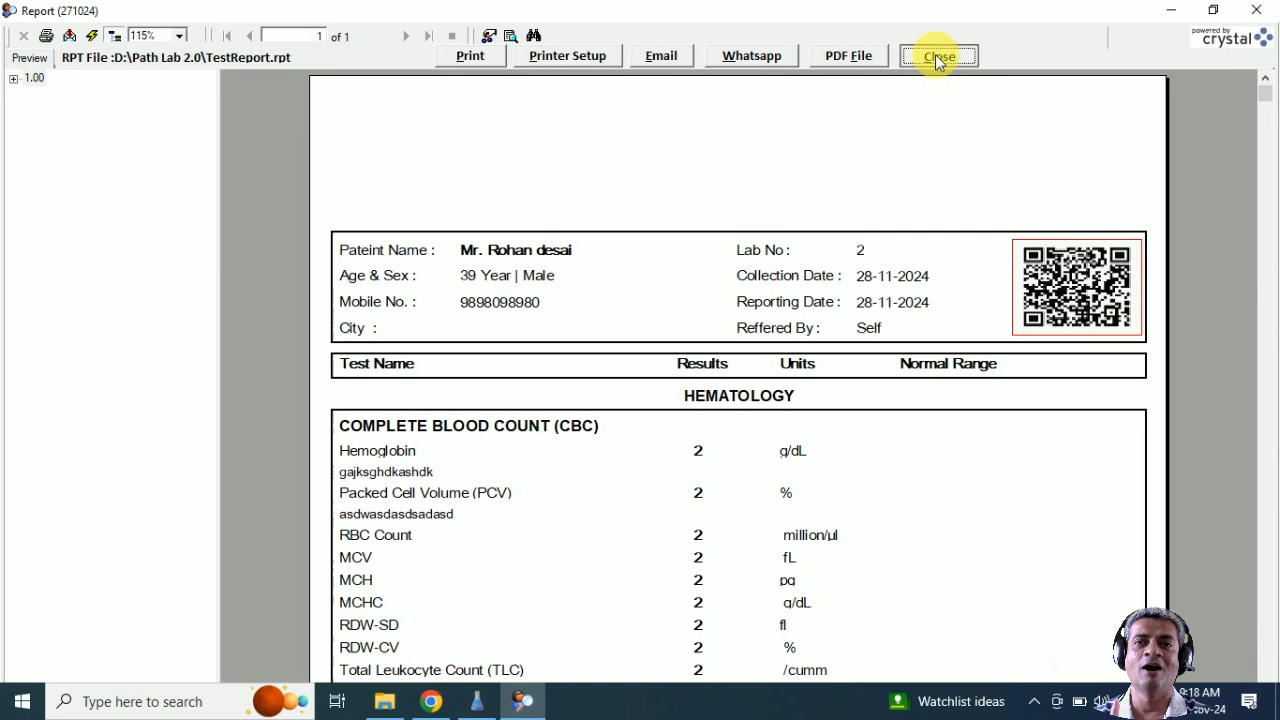 Report (271024)
115%
1 of 1
powered by
crystal
Preview
RPT File :D:\Path Lab 2.0\Testreport.rpt
Print
Printer Setup
Email
Whatsapp
PDF File
Close
1.00
Pateint Name : Mr. Rohan desai Lab No : 2
Age & Sex : 39 Year | Male Collection Date : 28-11-2024
Mobile No. : 9898098980 Reporting Date : 28-11-2024
City : Reffered By : Self
Test Name Results Units Normal Range
HEMATOLOGY
COMPLETE BLOOD COUNT (CBC)
Hemoglobin 2 g/dL
gajksghdkashdk
Packed Cell Volume (PCV) 2 %
asdwasdasdsadasd
RBC Count 2 million/µl
MCV 2 fL
MCH 2 pg
MCHC 2 g/dL
RDW-SD 2 fl
RDW-CV 2 %
Total Leukocyte Count (TLC) 2 /cumm
Type here to search
Watchlist ideas
9:18 AM